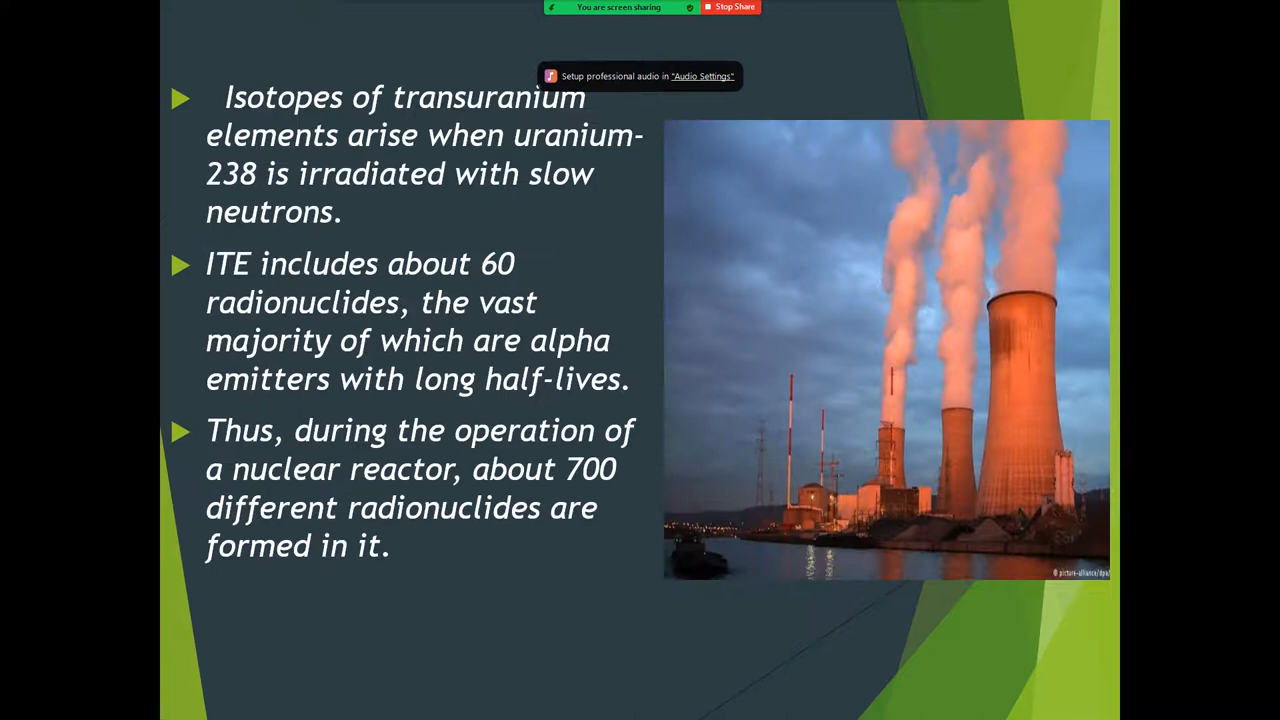 You are screen sharing
Stop Share
Setup professional audio in "Audio Settings"
Isotopes of transuranium
elements arise when uranium-
238 is irradiated with slow
neutrons.
ITE includes about 60
radionuclides, the vast
majority of which are alpha
emitters with long half-lives.
Thus, during the operation of
a nuclear reactor, about 700
different radionuclides are
formed in it.
© picture-alliance/dpa/